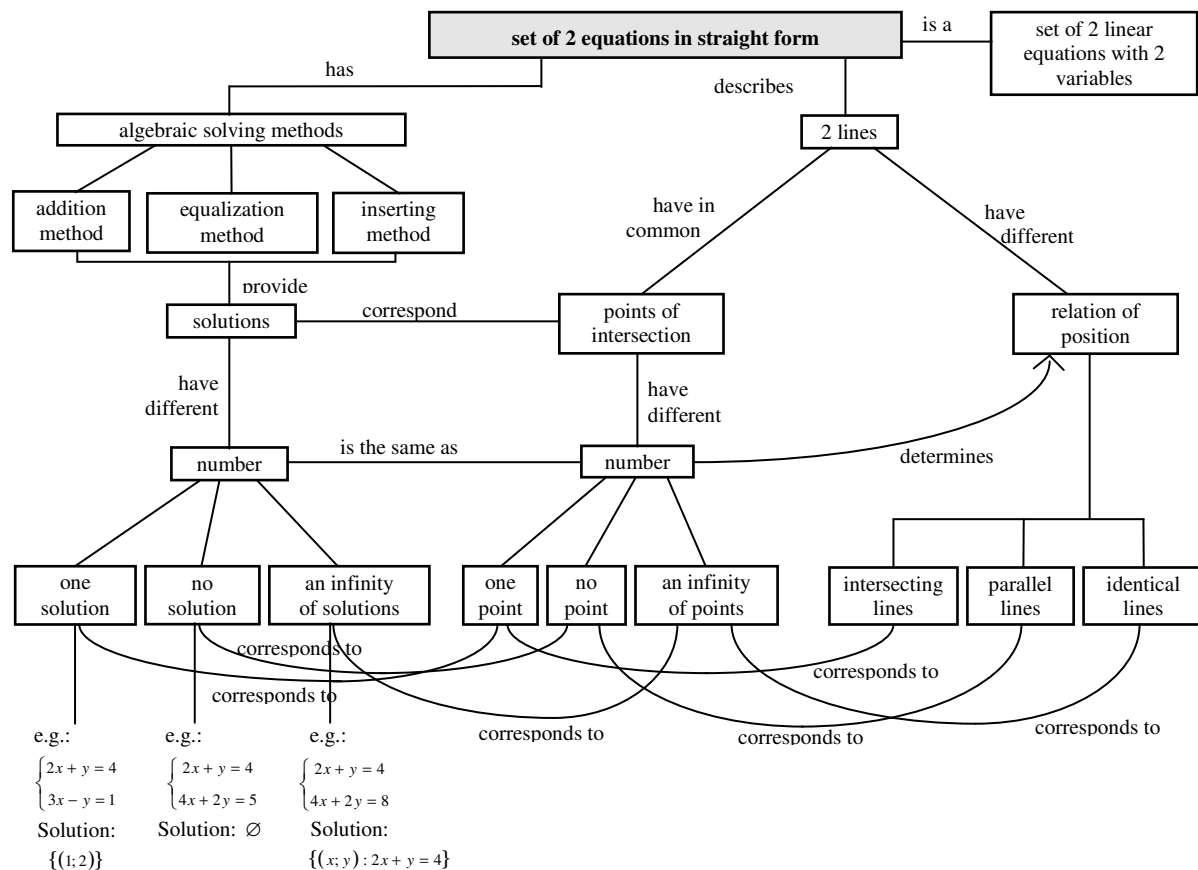 set of 2 equations in straight form
is a
set of 2 linear
equations with 2
variables
has
describes
algebraic solving methods
2 lines
addition
method
equalization
method
inserting
method
have in
common
have
different
provide
solutions
correspond
points of
intersection
relation of
position
have
different
have
different
number
is the same as
number
determines
one
solution
no
solution
an infinity
of solutions
one
point
no
point
an infinity
of points
intersecting
lines
parallel
lines
identical
lines
corresponds to
corresponds to
corresponds to
corresponds to
corresponds to
corresponds to
e.g.:
2x + y = 4
3x − y = 1
Solution:
{(1; 2)}
e.g.:
2x + y = 4
4x + 2y = 5
Solution: ∅
e.g.:
2x + y = 4
4x + 2y = 8
Solution:
{(x; y) : 2x + y = 4}